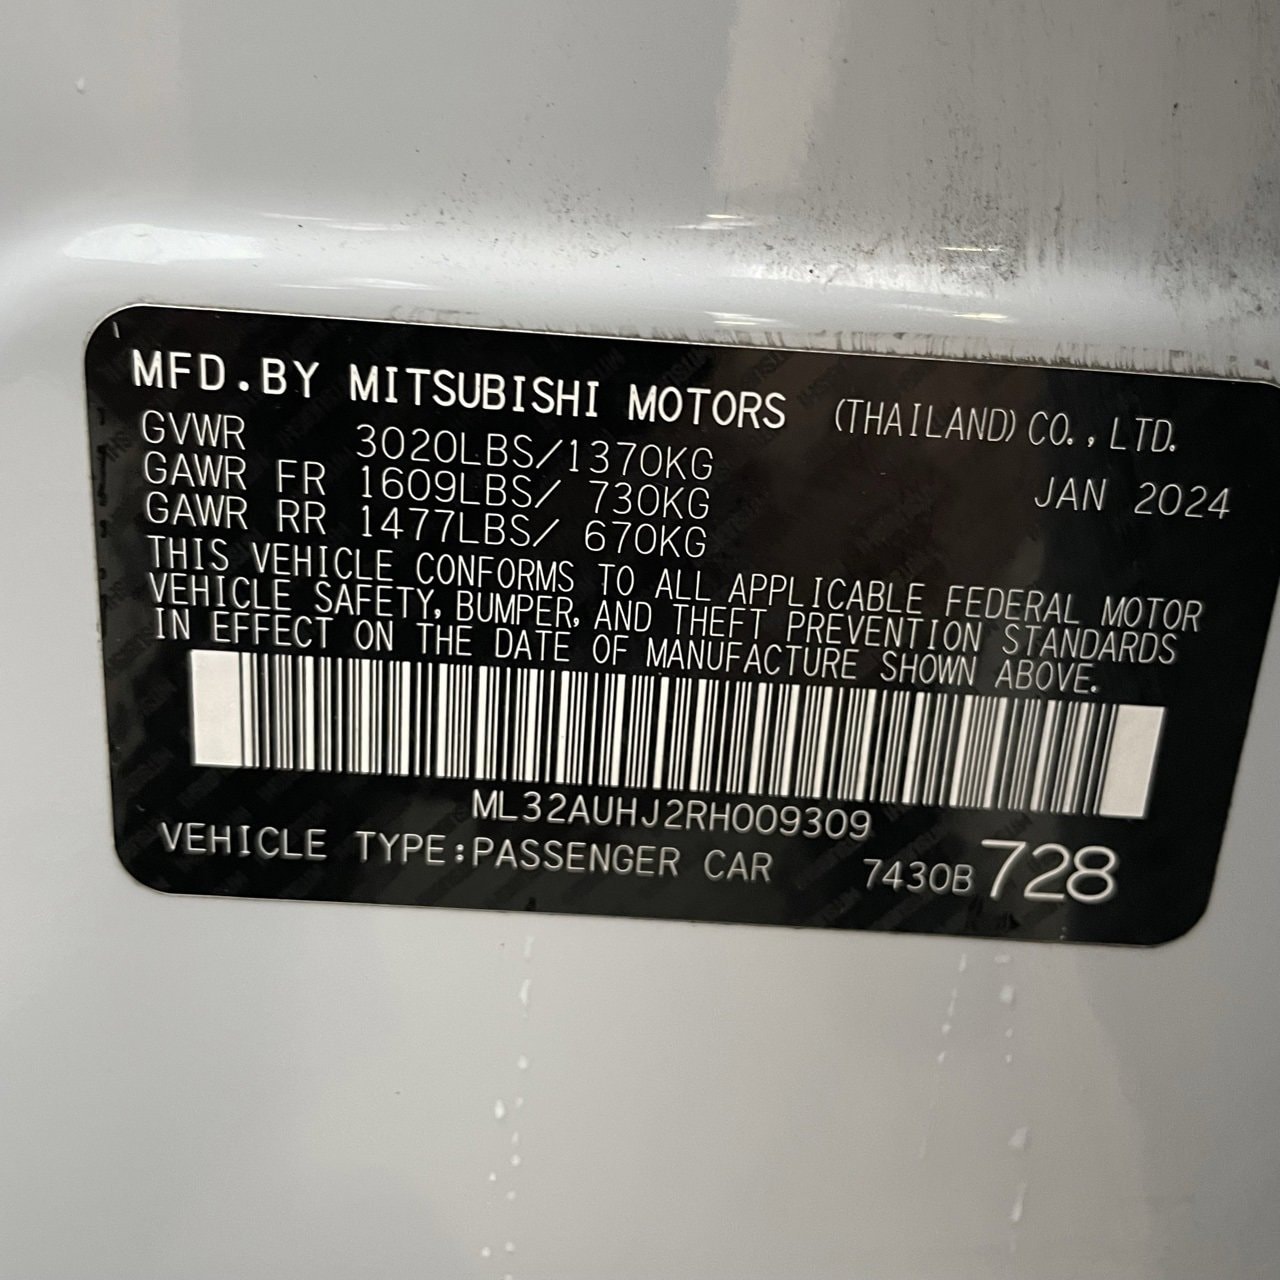 MFD.BY MITSUBISHI MOTORS (THAILAND) CO.,LTD.
GVWR 3020LBS/1370KG
JAN 2024
GAWR FR 1609LBS/ 730KG
GAWR RR 1477LBS/ 670KG
THIS VEHICLE CONFORMS TO ALL APPLICABLE FEDERAL MOTOR
VEHICLE SAFETY, BUMPER, AND THEFT PREVENTION STANDARDS
IN EFFECT ON THE DATE OF MANUFACTURE SHOWN ABOVE.
ML32AUHJ2RH009309
VEHICLE TYPE:PASSENGER CAR 7430B 728